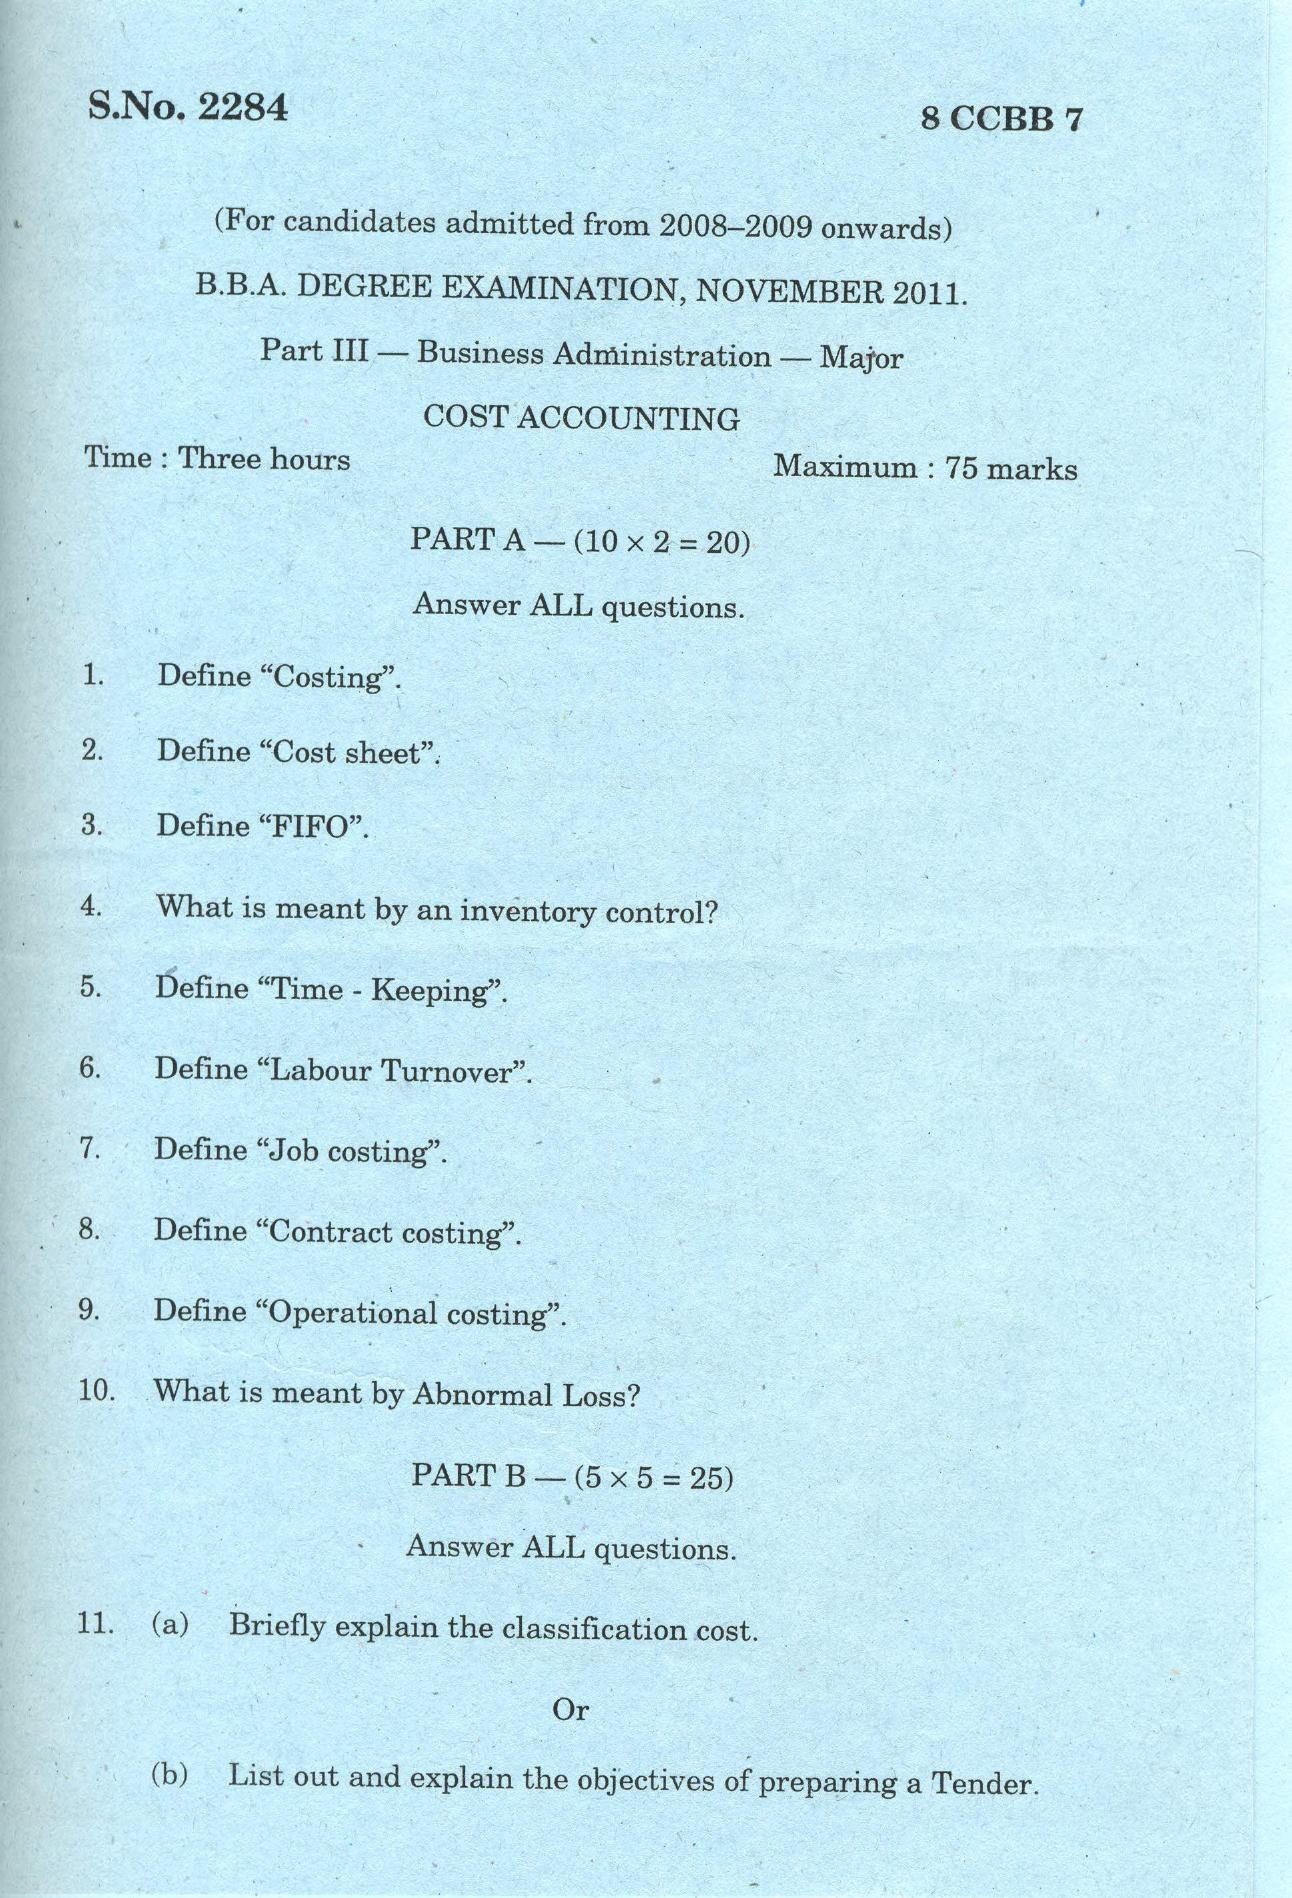 S.No. 2284 8 CCBB 7
(For candidates admitted from 2008–2009 onwards)
B.B.A. DEGREE EXAMINATION, NOVEMBER 2011.
Part III — Business Administration — Major
COST ACCOUNTING
Time : Three hours Maximum : 75 marks
PART A — (10 × 2 = 20)
Answer ALL questions.
1. Define “Costing”.
2. Define “Cost sheet”.
3. Define “FIFO”.
4. What is meant by an inventory control?
5. Define “Time - Keeping”.
6. Define “Labour Turnover”.
7. Define “Job costing”.
8. Define “Contract costing”.
9. Define “Operational costing”.
10. What is meant by Abnormal Loss?
PART B — (5 × 5 = 25)
Answer ALL questions.
11. (a) Briefly explain the classification cost.
Or
(b) List out and explain the objectives of preparing a Tender.